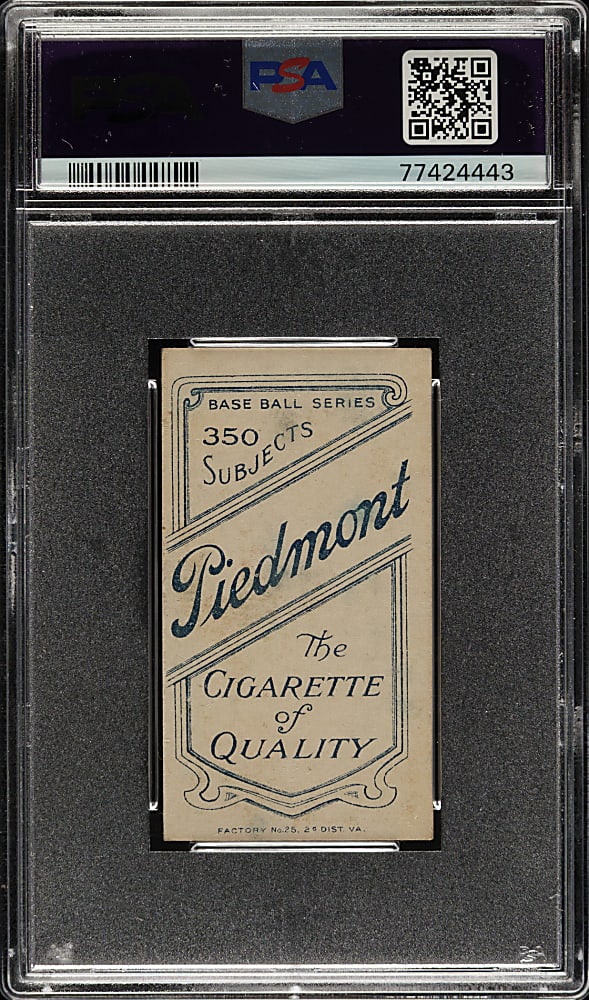 PSA
77424443
BASE BALL SERIES
350
SUBJECTS
Piedmont
The
CIGARETTE
of
QUALITY
FACTORY No.25, 2D DIST. VA.